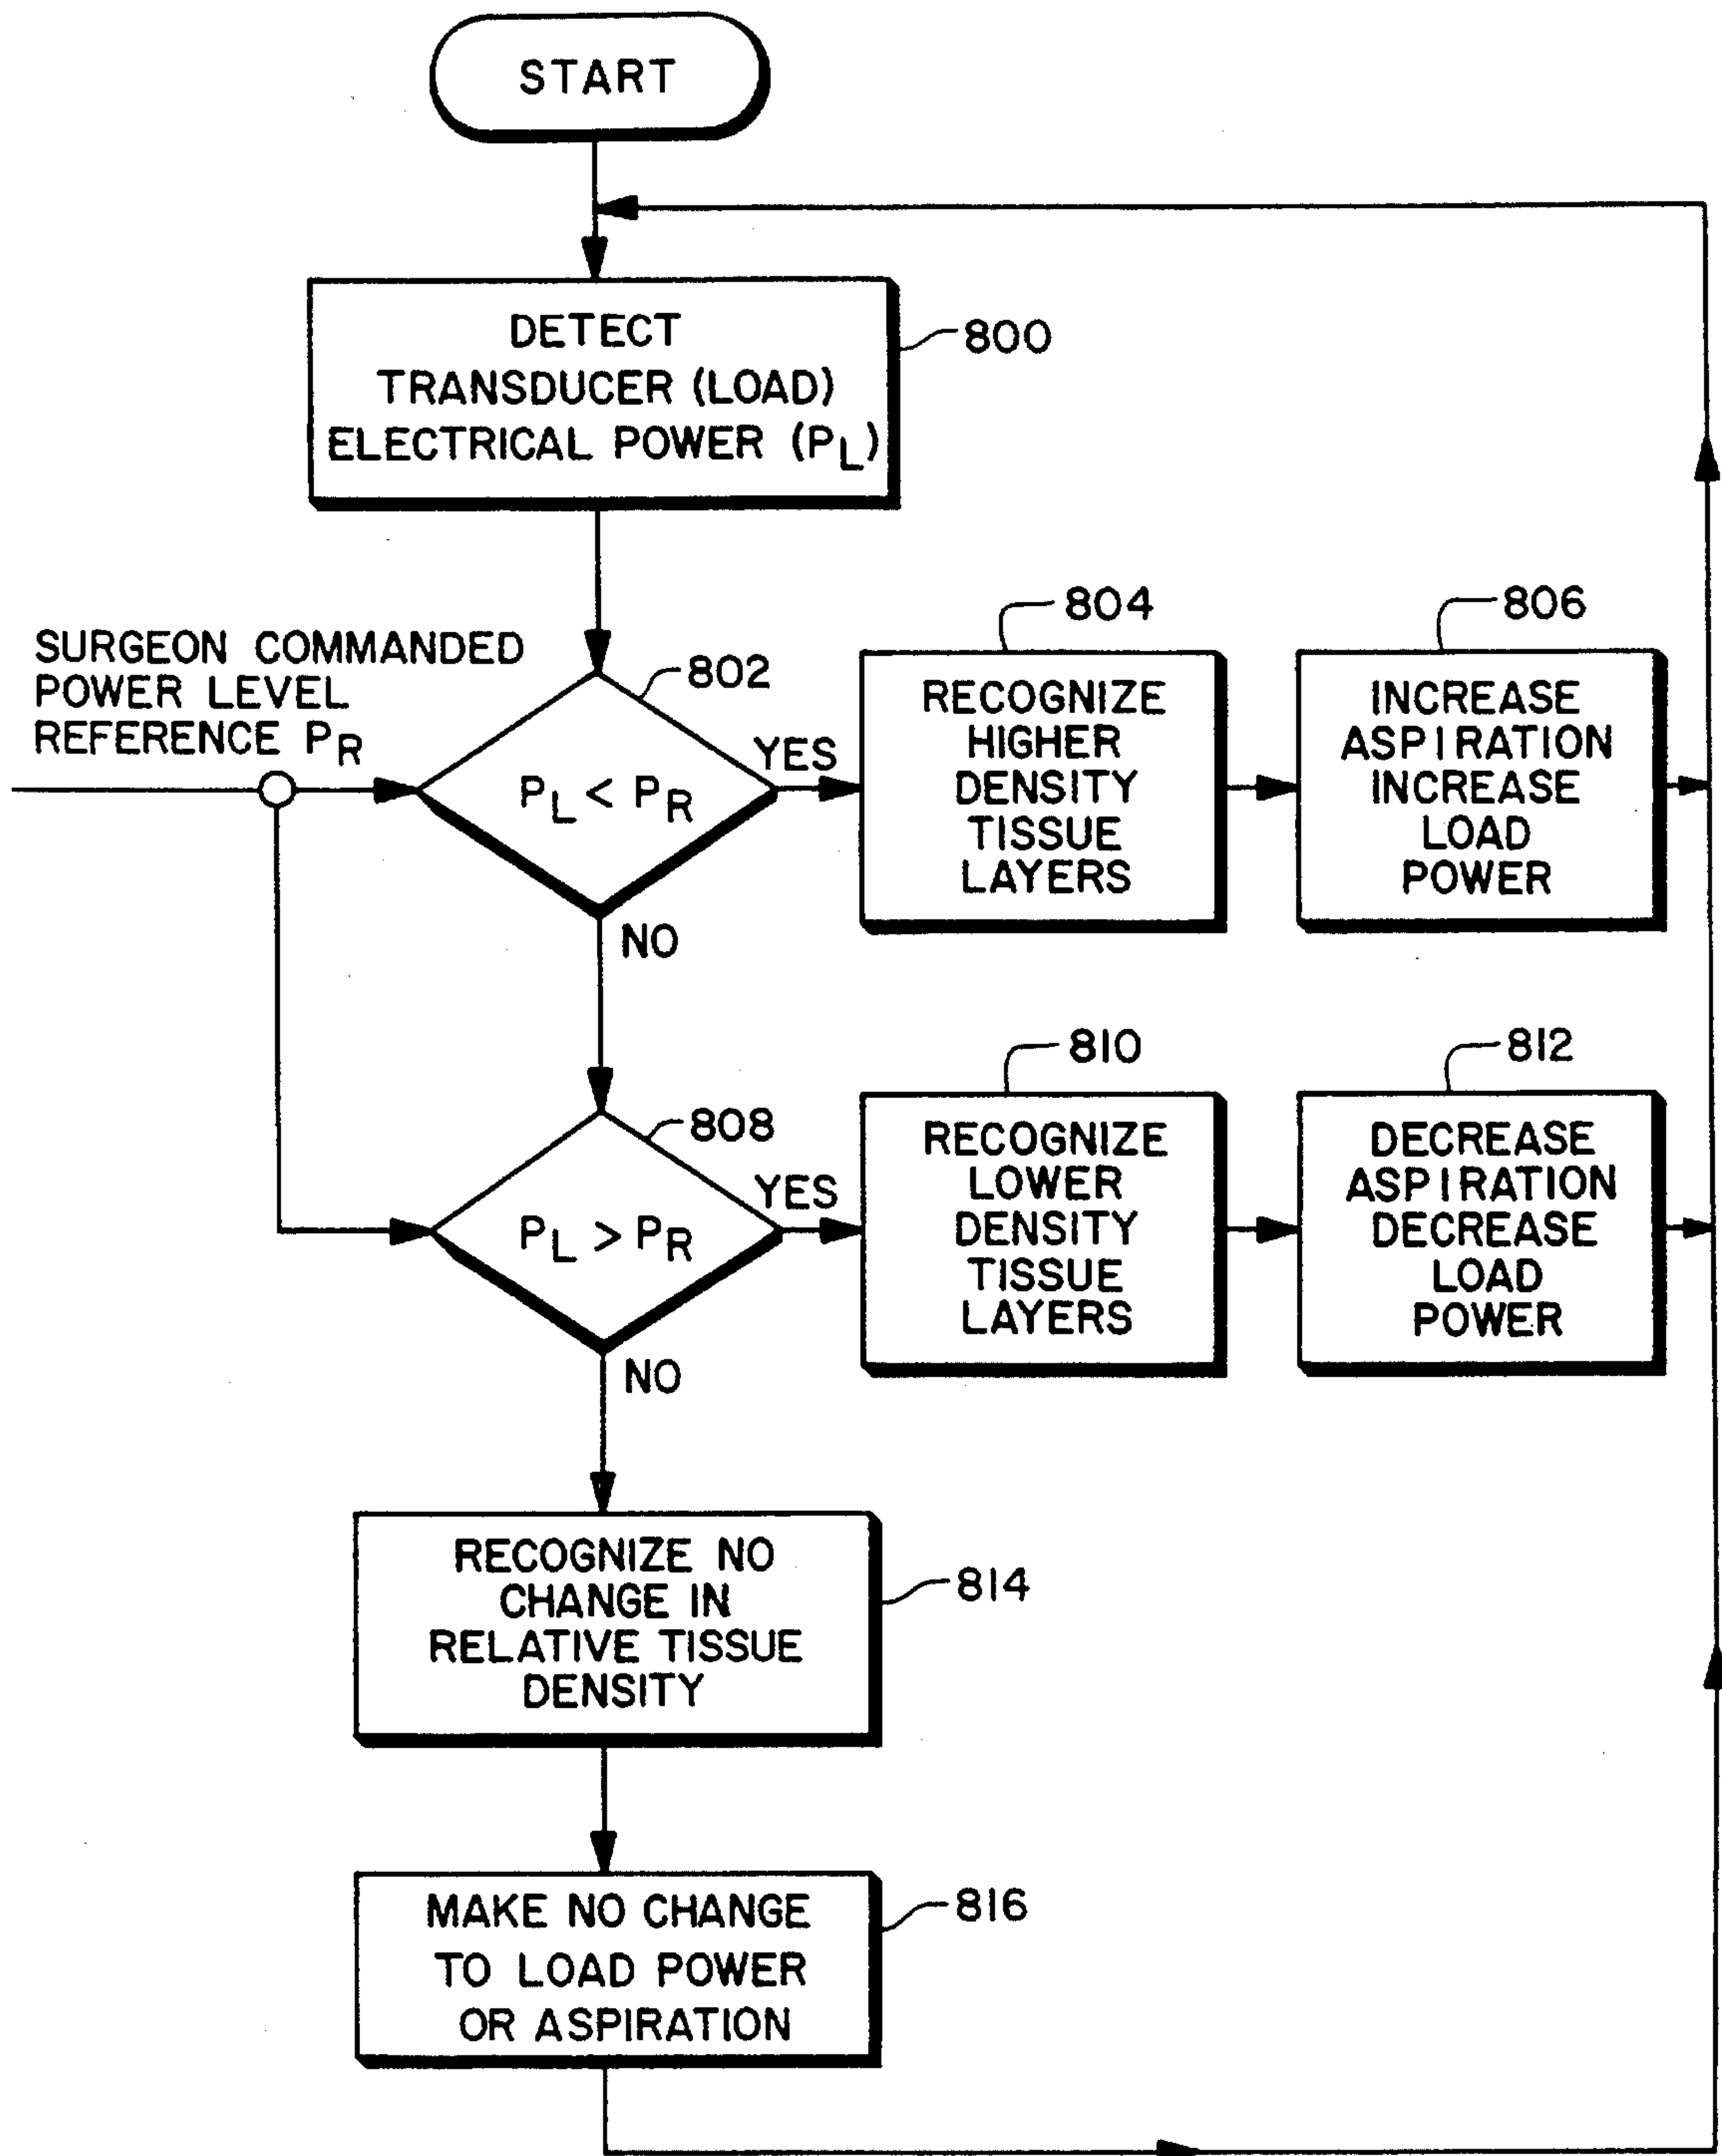 START
DETECT
TRANSDUCER (LOAD)
ELECTRICAL POWER (PL)
800
SURGEON COMMANDED
POWER LEVEL
REFERENCE PR
802
PL < PR
YES
NO
804
RECOGNIZE
HIGHER
DENSITY
TISSUE
LAYERS
806
INCREASE
ASPIRATION
INCREASE
LOAD
POWER
808
PL > PR
YES
NO
810
RECOGNIZE
LOWER
DENSITY
TISSUE
LAYERS
812
DECREASE
ASPIRATION
DECREASE
LOAD
POWER
RECOGNIZE NO
CHANGE IN
RELATIVE TISSUE
DENSITY
814
MAKE NO CHANGE
TO LOAD POWER
OR ASPIRATION
816